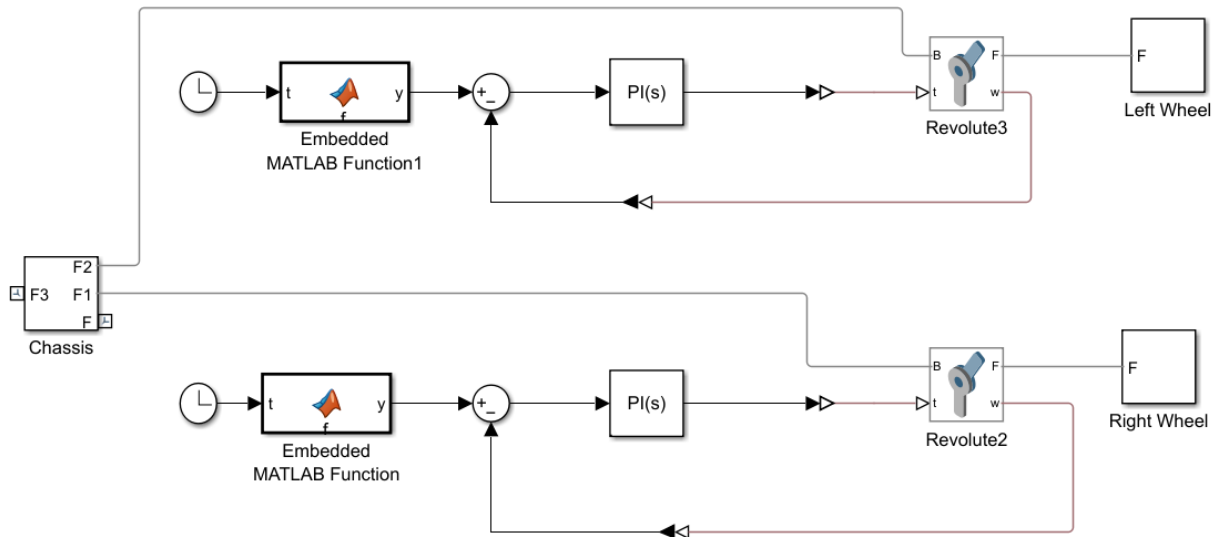 t
y
f
Embedded
MATLAB Function1
+
_
PI(s)
B
F
t
w
Revolute3
F
Left Wheel
F2
F3
F1
F
Chassis
t
y
f
Embedded
MATLAB Function
+
_
PI(s)
B
F
t
w
Revolute2
F
Right Wheel